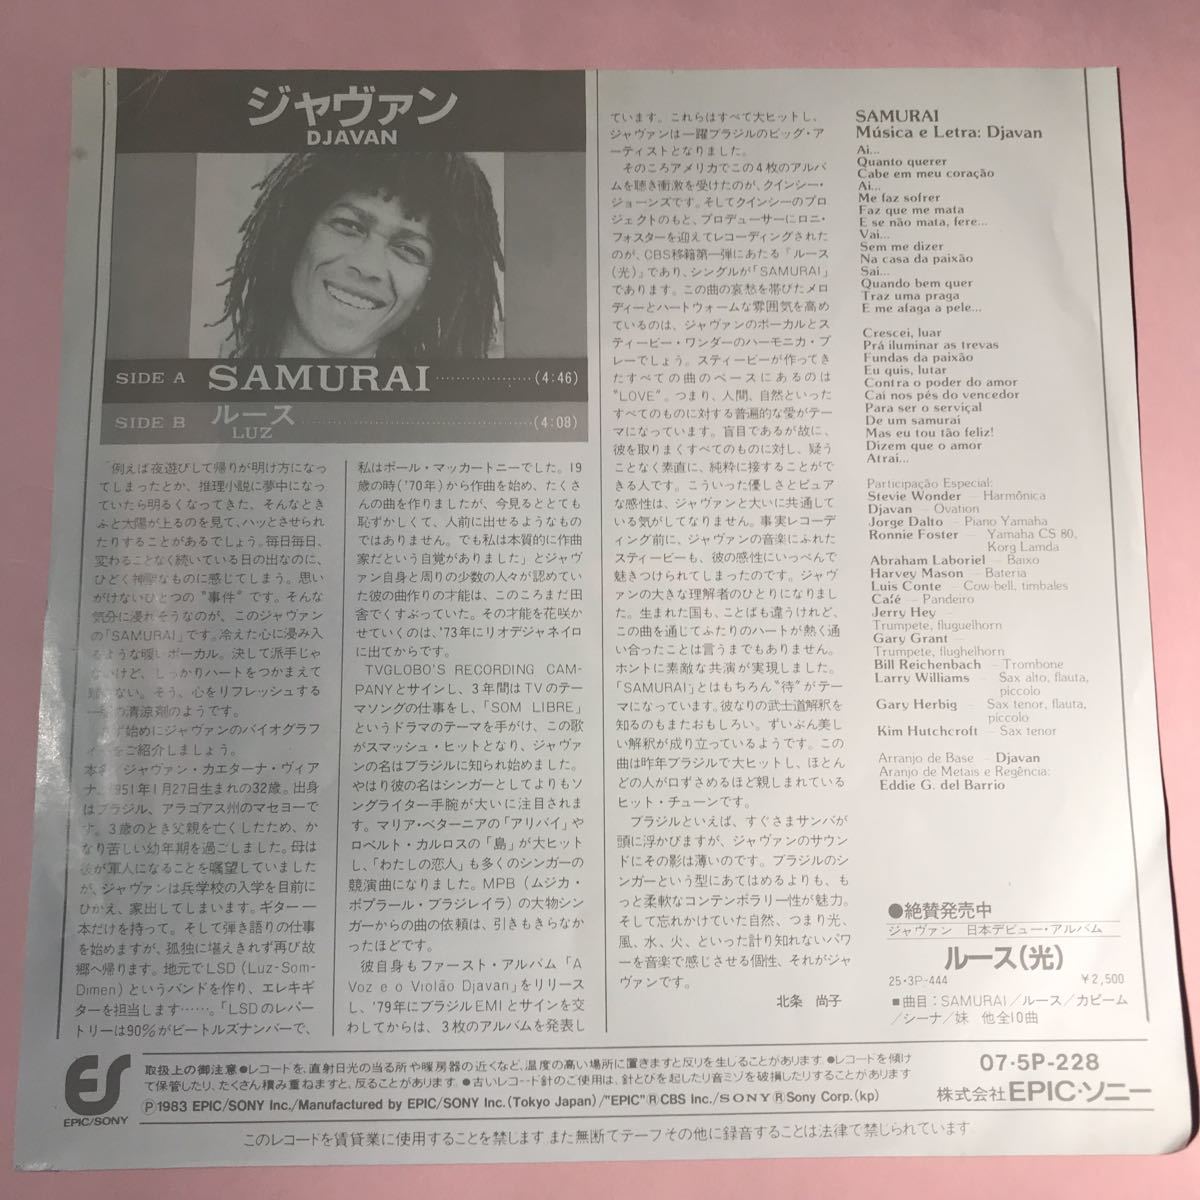 ジャヴァン
DJAVAN
SIDE A SAMURAI ………………(4:46)
SIDE B ルース ………………(4:08)
LUZ
「例えば夜遊びして帰りが明け方になっ
てしまったとか、推理小説に夢中になっ
ていたら明るくなってきた、そんなとき
ふと太陽が上るのを見て、ハッとさせられ
たりすることがあるでしょう。毎日毎日、
変わることなく続いている日の出なのに、
ひどく神聖なものに感じてしまう。思い
がけないひとつの“事件”です。そんな
気分に浸れそうなのが、このジャヴァン
の「SAMURAI」です。冷えた心に浸み入
るような暖いボーカル。決して派手じゃ
ないけど、しっかりハートをつかまえて
ない。そう、心をリフレッシュする
の清涼剤のようです。
ず始めにジャヴァンのバイオグラフ
ィをご紹介しましょう。
本名ジャヴァン・カエターナ・ヴィア
ナ、1951年1月27日生まれの32歳。出身
はブラジル、アラゴアス州のマセヨーで
す。3歳のとき父親を亡くしたため、か
なり苦しい幼年期を過ごしました。母は
彼が軍人になることを嘱望していました
が、ジャヴァンは兵学校の入学を目前に
ひかえ、家出してしまいます。ギター一
本だけを持って。そして弾き語りの仕事
を始めますが、孤独に堪えきれず再び故
郷へ帰ります。地元でLSD(Luz-Som-
Dimen)というバンドを作り、エレキギ
ターを担当します……。「LSDのレパー
トリーは90%がビートルズナンバーで、
私はポール・マッカートニーでした。19
歳の時('70年)から作曲を始め、たくさ
んの曲を作りましたが、今見るととても
恥ずかしくて、人前に出せるようなもの
ではありません。でも私は本質的に作曲
家だという自覚がありました」とジャヴ
ァン自身と周りの少数の人々が認めてい
た彼の曲作りの才能は、このころまだ田
舎でくすぶっていた。その才能を花咲か
せていくのは、'73年にリオデジャネイロ
に出てからです。
TVGLOBO'S RECORDING CAM-
PANYとサインし、3年間はTVのテー
マソングの仕事をし、「SOM LIBRE」
というドラマのテーマを手がけ、この歌
がスマッシュ・ヒットとなり、ジャヴァ
ンの名はブラジルに知られ始めました。
やはり彼の名はシンガーとしてよりもソ
ングライター手腕が大いに注目されま
す。マリア・ベターニアの「アリバイ」や
ロベルト・カルロスの「島」が大ヒット
し、「わたしの恋人」も多くのシンガーの
競演曲になりました。MPB(ムジカ・
ポプラール・ブラジレイラ)の大物シン
ガーからの曲の依頼は、引きもきらなか
ったほどです。
彼自身もファースト・アルバム「A
Voz e o Violão Djavan」をリリース
し、'79年にブラジルEMIとサインを交
わしてからは、3枚のアルバムを発表し
ています。これらはすべて大ヒットし、
ジャヴァンは一躍ブラジルのビッグ・ア
ーティストとなりました。
そのころアメリカでこの4枚のアルバ
ムを聴き衝激を受けたのが、クインシー・
ジョーンズです。そしてクインシーのプロ
ジェクトのもと、プロデューサーにロニ・
フォスターを迎えてレコーディングされた
のが、CBS移籍第一弾にあたる「ルース
(光)」であり、シングルが「SAMURAI」
であります。この曲の哀愁を帯びたメロ
ディーとハートウォームな雰囲気を高め
ているのは、ジャヴァンのボーカルとス
ティービー・ワンダーのハーモニカ・プ
レーでしょう。スティービーが作ってき
たすべての曲のベースにあるのは
“LOVE”。つまり、人間、自然といった
すべてのものに対する普遍的な愛がテー
マになっています。盲目であるが故に、
彼を取りまくすべてのものに対し、疑う
ことなく素直に、純粋に接することがで
きる人です。こういった優しさとピュア
な感性は、ジャヴァンと大いに共通して
いる気がしてなりません。事実レコーデ
ィング前に、ジャヴァンの音楽にふれた
スティービーも、彼の感性にいっぺんで
魅きつけられてしまったのです。ジャヴ
ァンの大きな理解者のひとりになりまし
た。生まれた国も、ことばも違うけれど、
この曲を通じてふたりのハートが熱く通
い合ったことは言うまでもありません。
ホントに素敵な共演が実現しました。
「SAMURAI」とはもちろん“侍”がテー
マになっています。彼なりの武士道解釈を
知るのもまたおもしろい。ずいぶん美し
い解釈が成り立っているようです。この
曲は昨年ブラジルで大ヒットし、ほとん
どの人が口ずさめるほど親しまれている
ヒット・チューンです。
ブラジルといえば、すぐさまサンバが
頭に浮かびますが、ジャヴァンのサウン
ドにその影は薄いのです。ブラジルのシ
ンガーという型にあてはめるよりも、も
っと柔軟なコンテンポラリー性が魅力。
そして忘れかけていた自然、つまり光、
風、水、火、といった計り知れないパワ
ーを音楽で感じさせる個性、それがジャ
ヴァンです。
北条 尚子
SAMURAI
Música e Letra: Djavan
Ai...
Quanto querer
Cabe em meu coração
Ai...
Me faz sofrer
Faz que me mata
E se não mata, fere...
Vai...
Sem me dizer
Na casa da paixão
Sai...
Quando bem quer
Traz uma praga
E me afaga a pele...
Crescei, luar
Prá iluminar as trevas
Fundas da paixão
Eu quis, lutar
Contra o poder do amor
Cai nos pés do vencedor
Para ser o serviçal
De um samurai
Mas eu tou tão feliz!
Dizem que o amor
Atrai...
Participação Especial:
Stevie Wonder — Harmônica
Djavan — Ovation
Jorge Dalto — Piano Yamaha
Ronnie Foster — Yamaha CS 80,
Korg Lamda
Abraham Laboriel — Baixo
Harvey Mason — Bateria
Luis Conte — Cow-bell, timbales
Café — Pandeiro
Jerry Hey —
Trumpete, fluguelhorn
Gary Grant —
Trumpete, flughelhorn
Bill Reichenbach — Trombone
Larry Williams — Sax alto, flauta,
piccolo
Gary Herbig — Sax tenor, flauta,
piccolo
Kim Hutchcroft — Sax tenor
Arranjo de Base — Djavan
Aranjo de Metais e Regência:
Eddie G. del Barrio
●絶賛発売中
ジャヴァン 日本デビュー・アルバム
ルース(光)
25・3P-444 ¥2,500
■曲目:SAMURAI/ルース/カピーム
/シーナ/妹 他全10曲
EPIC/SONY
取扱上の御注意●レコードを、直射日光の当る所や暖房器の近くなど、温度の高い場所に置きますと反りを生じることがあります。●レコードを傾け
て保管したり、たくさん積み重ねますと、反ることがあります。●古いレコード針のご使用は、針とびを起したり音ミゾを破損したりすることがあります
Ⓟ1983 EPIC/SONY Inc./Manufactured by EPIC/SONY Inc.(Tokyo Japan)/"EPIC"®CBS Inc./SONY®Sony Corp.(kp)
07・5P-228
株式会社EPIC・ソニー
このレコードを賃貸業に使用することを禁じます。また無断でテープその他に録音することは法律で禁じられています。